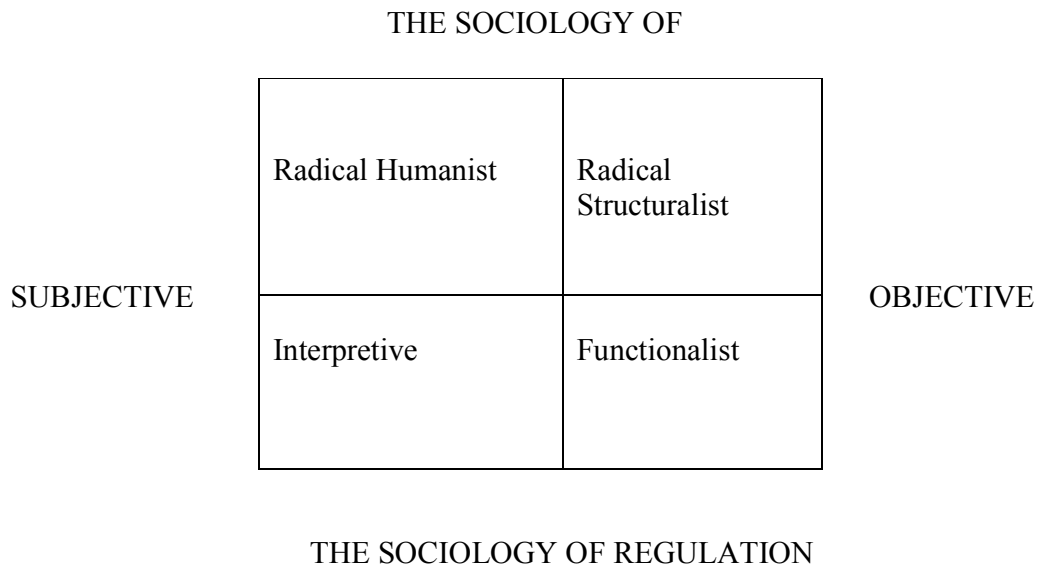 THE SOCIOLOGY OF
Radical Humanist
Radical
Structuralist
SUBJECTIVE
OBJECTIVE
Interpretive
Functionalist
THE SOCIOLOGY OF REGULATION